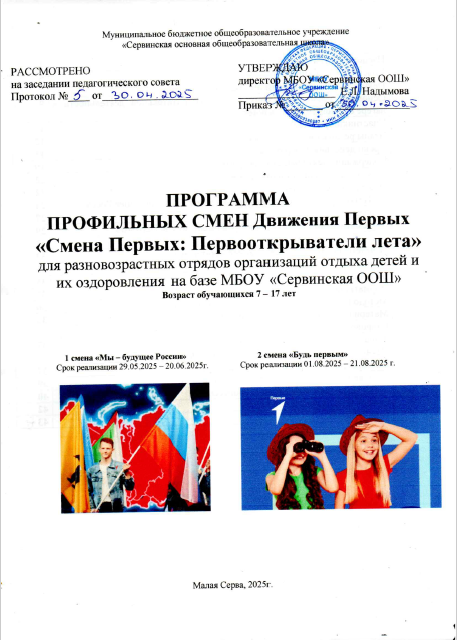 Муниципальное бюджетное общеобразовательное учреждение
«Сервинская основная общеобразовательная школа»
РАССМОТРЕНО
на заседании педагогического совета
Протокол № 5 от 30.04.2025
УТВЕРЖДАЮ
директор МБОУ «Сервинская ООШ»
Е.Л. Надымова
Приказ № от 30.04.2025
«Сервинская
ООШ»
ПРОГРАММА
ПРОФИЛЬНЫХ СМЕН Движения Первых
«Смена Первых: Первооткрыватели лета»
для разновозрастных отрядов организаций отдыха детей и
их оздоровления на базе МБОУ «Сервинская ООШ»
Возраст обучающихся 7 – 17 лет
1 смена «Мы – будущее России»
Срок реализации 29.05.2025 – 20.06.2025г.
2 смена «Будь первым»
Срок реализации 01.08.2025 – 21.08.2025 г.
Первые
Малая Серва, 2025г.